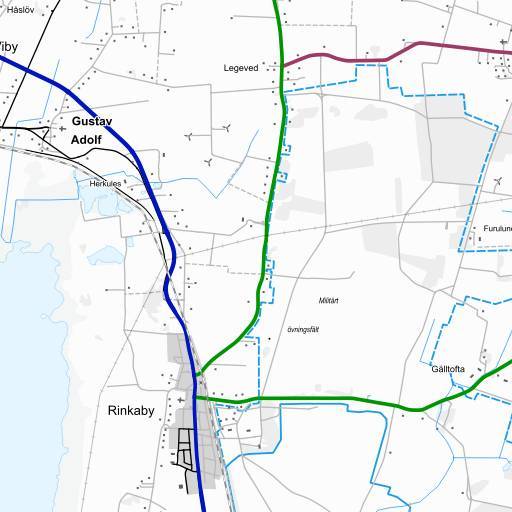 Håslöv
Viby
Legeved
Gustav
Adolf
Herkules
Furulund
Militärt
övningsfält
Gälltofta
Rinkaby